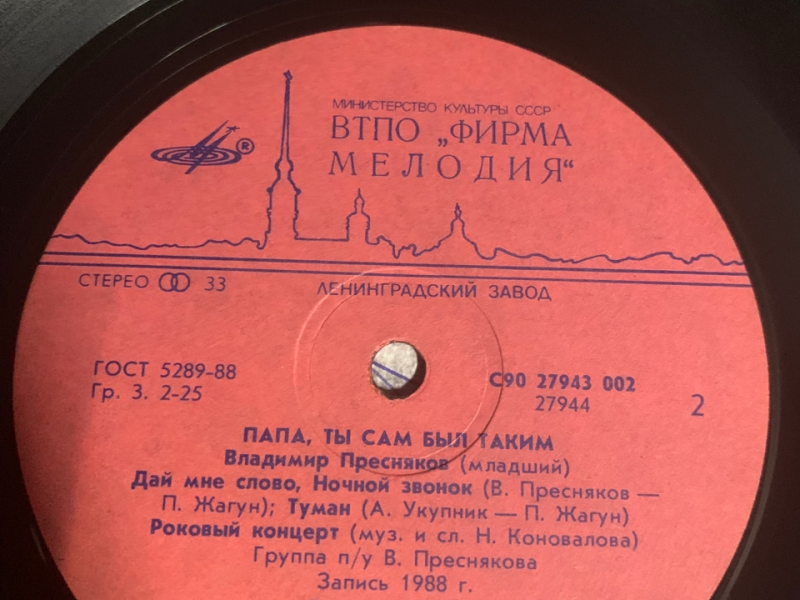 МИНИСТЕРСТВО КУЛЬТУРЫ СССР
ВТПО „ФИРМА
МЕЛОДИЯ“
®
СТЕРЕО 33
ЛЕНИНГРАДСКИЙ ЗАВОД
ГОСТ 5289-88
Гр. 3. 2-25
С90 27943 002
27944
2
ПАПА, ТЫ САМ БЫЛ ТАКИМ
Владимир Пресняков (младший)
Дай мне слово, Ночной звонок (В. Пресняков —
П. Жагун); Туман (А. Укупник — П. Жагун)
Роковый концерт (муз. и сл. Н. Коновалова)
Группа п/у В. Преснякова
Запись 1988 г.